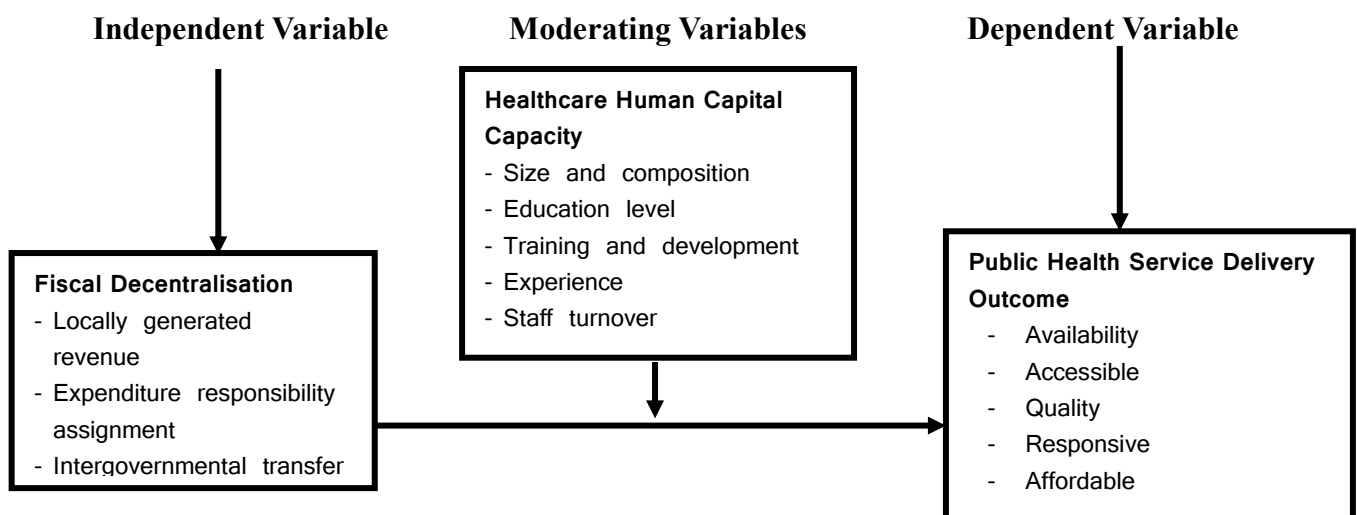 Independent Variable
Moderating Variables
Dependent Variable
Fiscal Decentralisation
- Locally generated
revenue
- Expenditure responsibility
assignment
- Intergovernmental transfer
Healthcare Human Capital
Capacity
- Size and composition
- Education level
- Training and development
- Experience
- Staff turnover
Public Health Service Delivery
Outcome
- Availability
- Accessible
- Quality
- Responsive
- Affordable